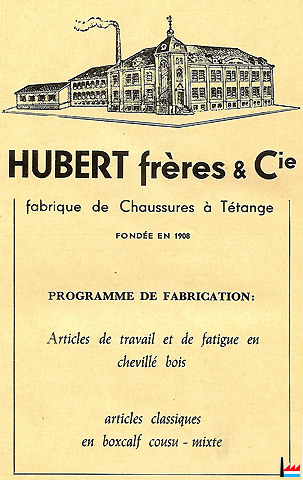 HUBERT frères & Cie
fabrique de Chaussures à Tétange
FONDÉE EN 1908
PROGRAMME DE FABRICATION:
Articles de travail et de fatigue en
chevillé bois
articles classiques
en boxcalf cousu - mixte